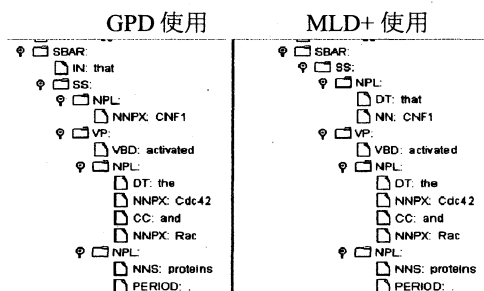 GPD 使用
SBAR:
IN: that
SS:
NPL:
NNPX: CNF1
VP:
VBD: activated
NPL:
DT: the
NNPX: Cdc42
CC: and
NNPX: Rac
NPL:
NNS: proteins
PERIOD: .
MLD+ 使用
SBAR:
SS:
NPL:
DT: that
NN: CNF1
VP:
VBD: activated
NPL:
DT: the
NNPX: Cdc42
CC: and
NNPX: Rac
NPL:
NNS: proteins
PERIOD: .